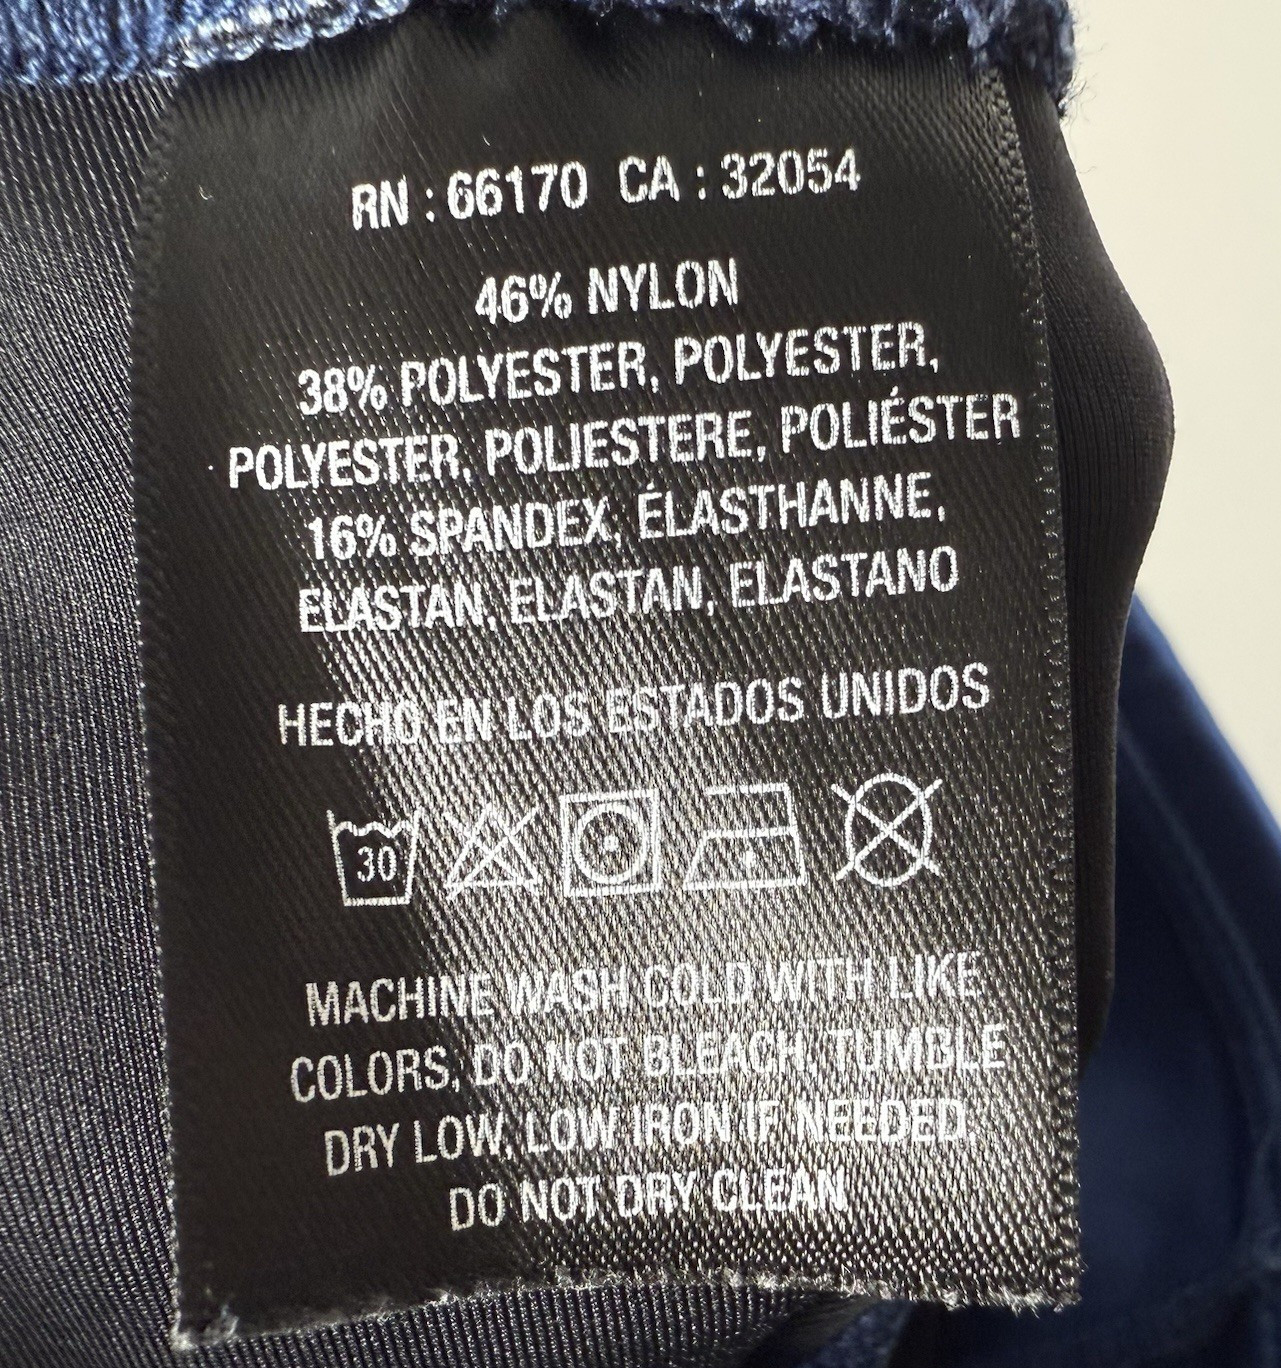 RN : 66170 CA : 32054
46% NYLON
38% POLYESTER, POLYESTER,
POLYESTER, POLIESTERE, POLIÉSTER
16% SPANDEX, ÉLASTHANNE,
ELASTAN, ELASTAN, ELASTANO
HECHO EN LOS ESTADOS UNIDOS
30
MACHINE WASH COLD WITH LIKE
COLORS, DO NOT BLEACH, TUMBLE
DRY LOW, LOW IRON IF NEEDED,
DO NOT DRY CLEAN